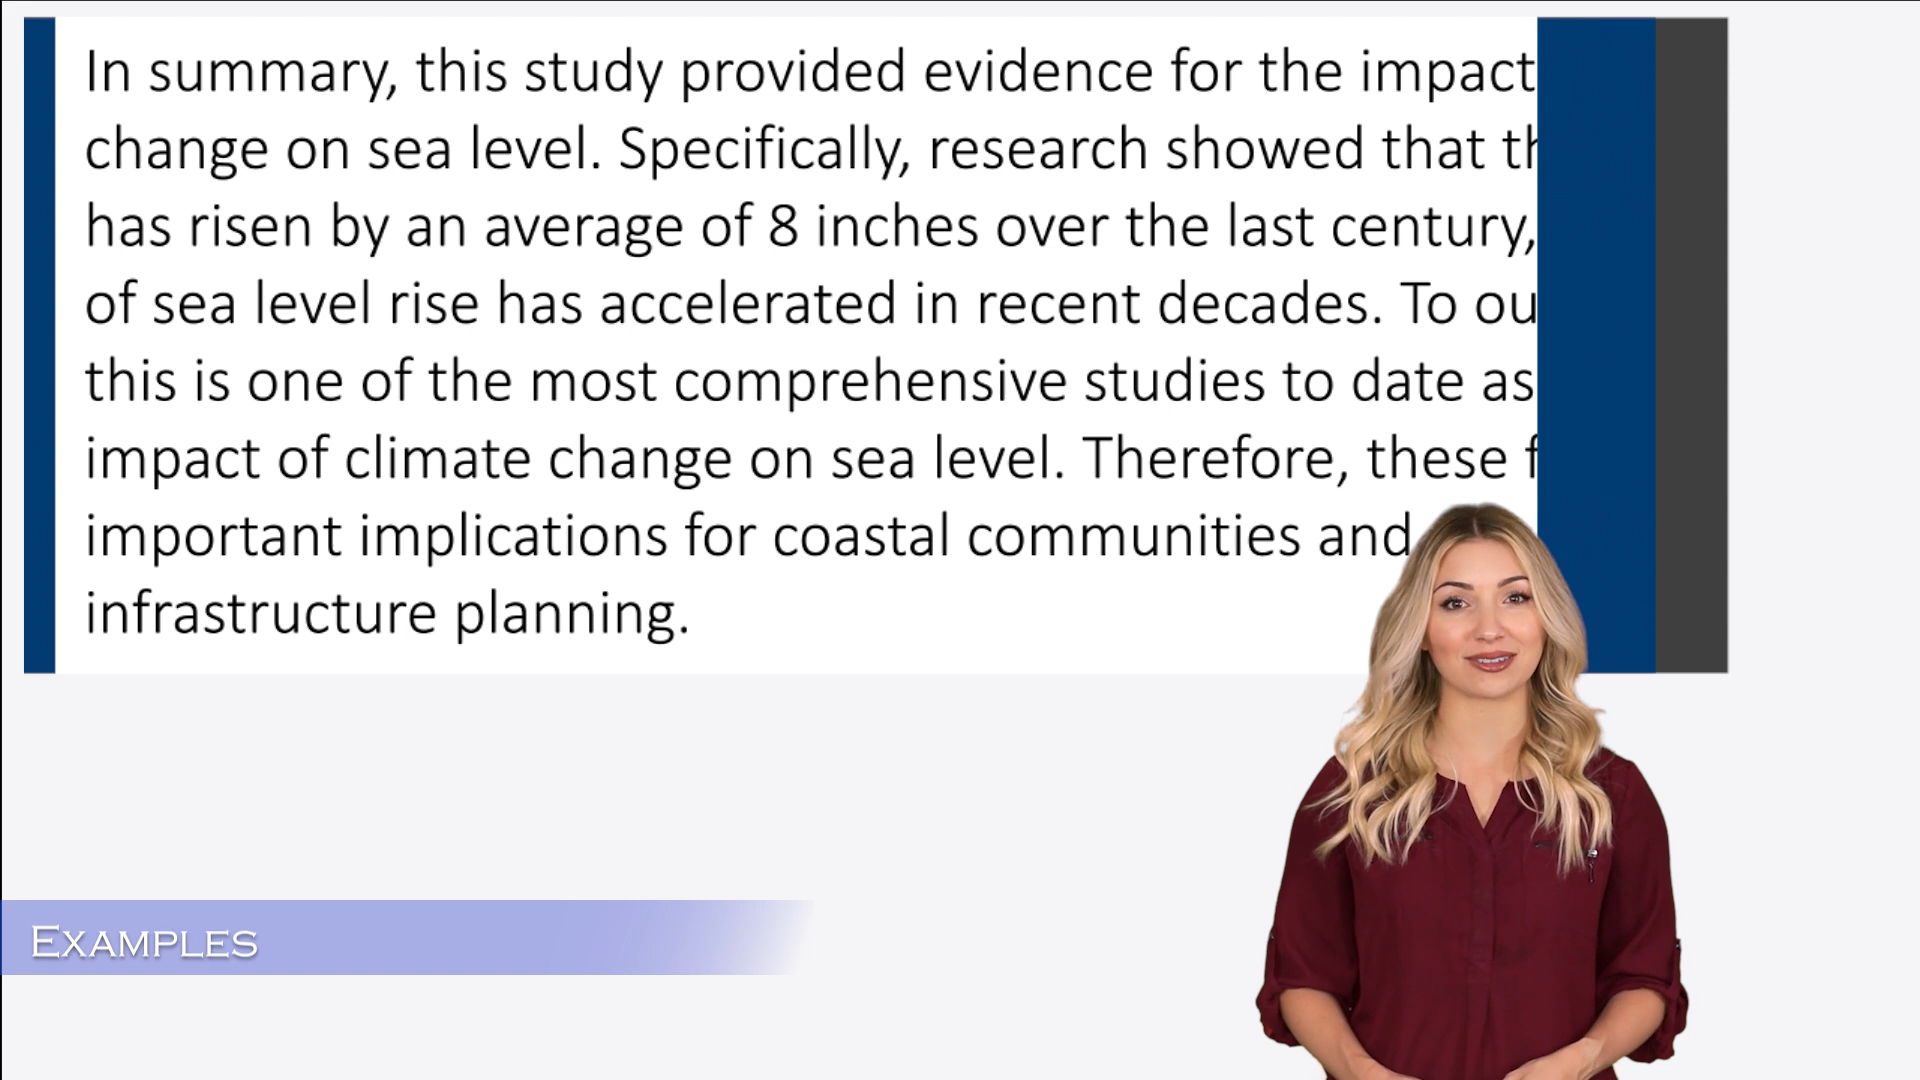 In summary, this study provided evidence for the impact
change on sea level. Specifically, research showed that
has risen by an average of 8 inches over the last century,
of sea level rise has accelerated in recent decades. To
this is one of the most comprehensive studies to date
impact of climate change on sea level. Therefore, these
important implications for coastal communities and
infrastructure planning.
Examples